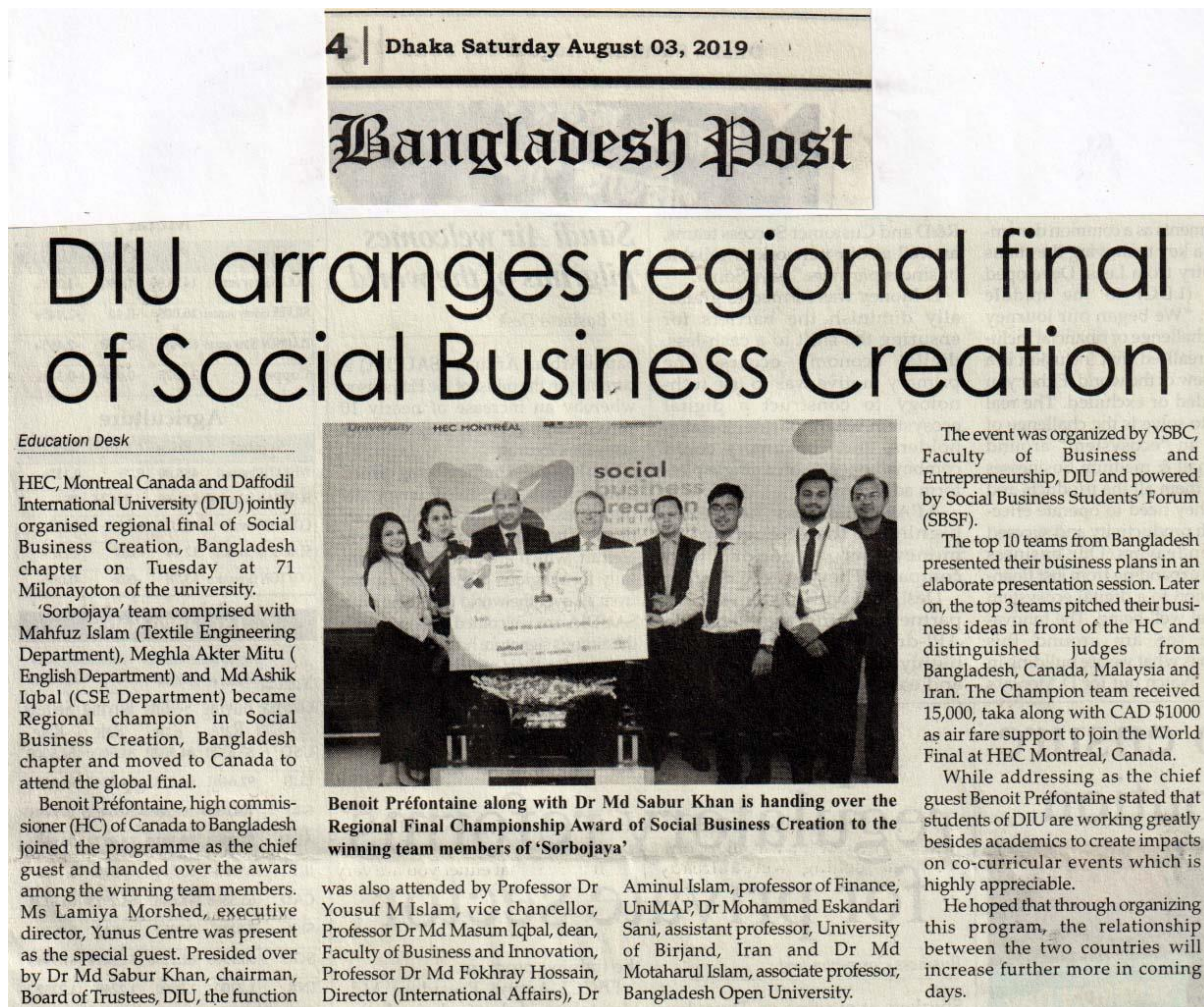 4 | Dhaka Saturday August 03, 2019
Bangladesh Post
DIU arranges regional final
of Social Business Creation
Education Desk
HEC, Montreal Canada and Daffodil
International University (DIU) jointly
organised regional final of Social
Business Creation, Bangladesh
chapter on Tuesday at 71
Milonayoton of the university.
‘Sorbojaya’ team comprised with
Mahfuz Islam (Textile Engineering
Department), Meghla Akter Mitu (
English Department) and Md Ashik
Iqbal (CSE Department) became
Regional champion in Social
Business Creation, Bangladesh
chapter and moved to Canada to
attend the global final.
Benoit Préfontaine, high commis-
sioner (HC) of Canada to Bangladesh
joined the programme as the chief
guest and handed over the awars
among the winning team members.
Ms Lamiya Morshed, executive
director, Yunus Centre was present
as the special guest. Presided over
by Dr Md Sabur Khan, chairman,
Board of Trustees, DIU, the function
University HEC MONTRÉAL
social
business
creation
Benoit Préfontaine along with Dr Md Sabur Khan is handing over the
Regional Final Championship Award of Social Business Creation to the
winning team members of ‘Sorbojaya’
was also attended by Professor Dr
Yousuf M Islam, vice chancellor,
Professor Dr Md Masum Iqbal, dean,
Faculty of Business and Innovation,
Professor Dr Md Fokhray Hossain,
Director (International Affairs), Dr
Aminul Islam, professor of Finance,
UniMAP, Dr Mohammed Eskandari
Sani, assistant professor, University
of Birjand, Iran and Dr Md
Motaharul Islam, associate professor,
Bangladesh Open University.
The event was organized by YSBC,
Faculty of Business and
Entrepreneurship, DIU and powered
by Social Business Students’ Forum
(SBSF).
The top 10 teams from Bangladesh
presented their business plans in an
elaborate presentation session. Later
on, the top 3 teams pitched their busi-
ness ideas in front of the HC and
distinguished judges from
Bangladesh, Canada, Malaysia and
Iran. The Champion team received
15,000, taka along with CAD $1000
as air fare support to join the World
Final at HEC Montreal, Canada.
While addressing as the chief
guest Benoit Préfontaine stated that
students of DIU are working greatly
besides academics to create impacts
on co-curricular events which is
highly appreciable.
He hoped that through organizing
this program, the relationship
between the two countries will
increase further more in coming
days.